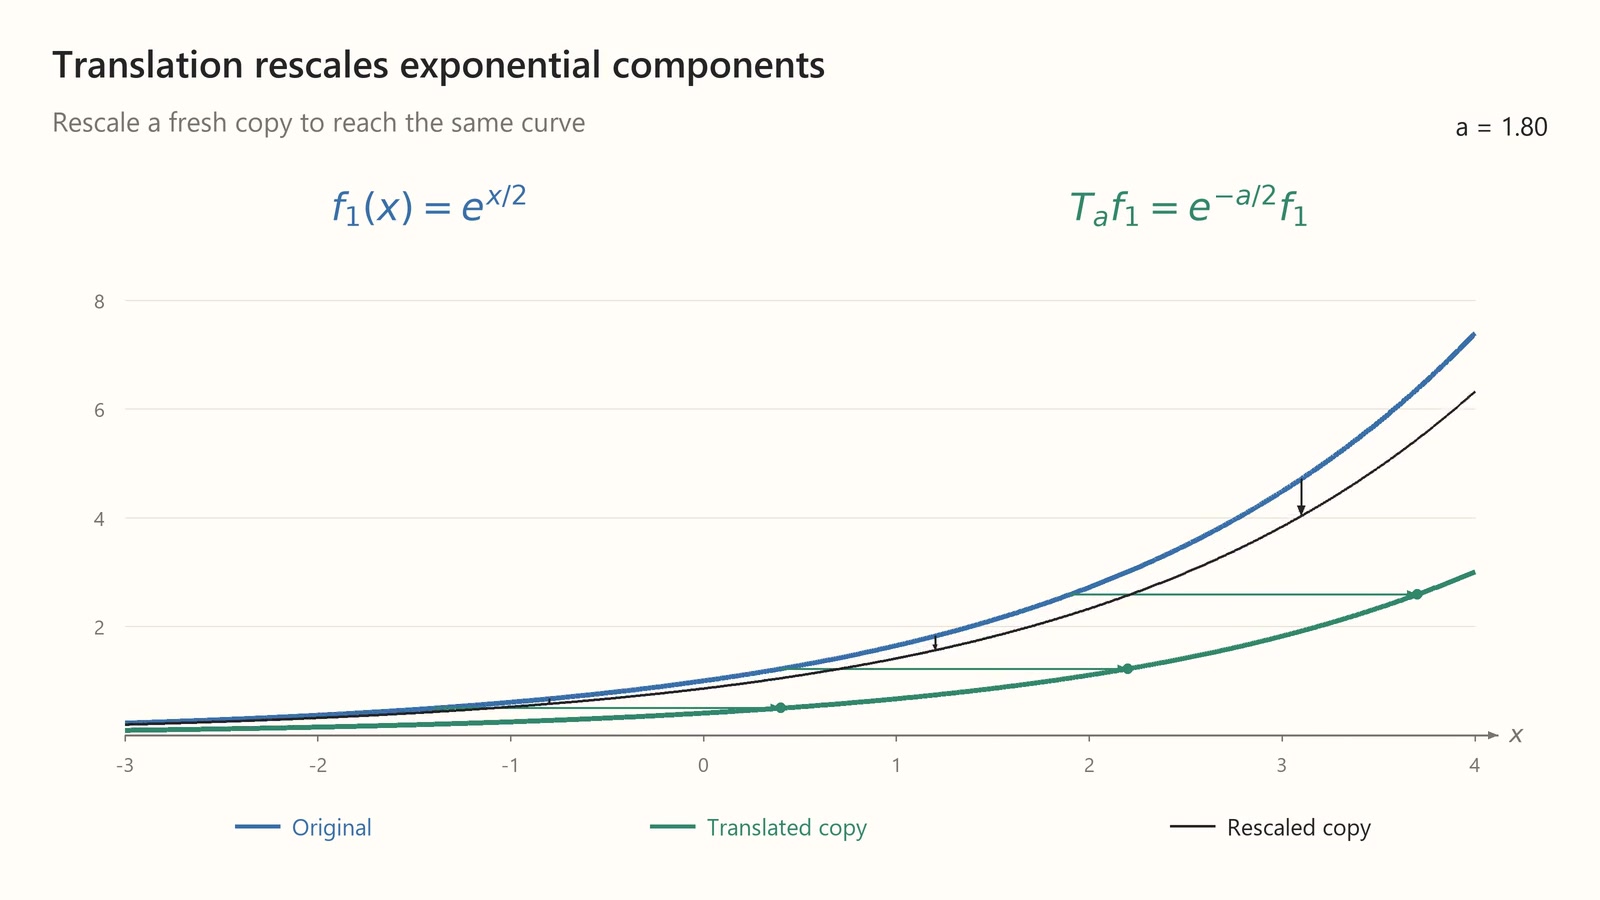 Translation rescales exponential components
Rescale a fresh copy to reach the same curve
a = 1.80
f₁(x) = e^{x/2}
T_a f₁ = e^{−a/2} f₁
8
6
4
2
-3 -2 -1 0 1 2 3 4
x
Original Translated copy Rescaled copy